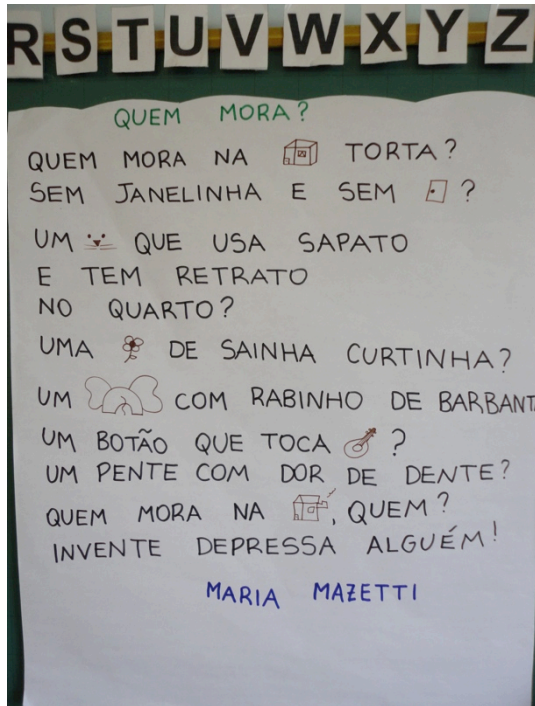 R S T U V W X Y Z
QUEM MORA?
QUEM MORA NA TORTA?
SEM JANELINHA E SEM ?
UM QUE USA SAPATO
E TEM RETRATO
NO QUARTO?
UMA DE SAINHA CURTINHA?
UM COM RABINHO DE BARBANT
UM BOTÃO QUE TOCA ?
UM PENTE COM DOR DE DENTE?
QUEM MORA NA , QUEM?
INVENTE DEPRESSA ALGUÉM!
MARIA MAZETTI